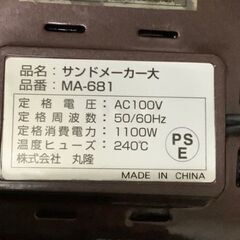 品名：サンドメーカー大
品番：MA-681
定格電圧：AC100V
定格周波数：50/60Hz
定格消費電力：1100W
温度ヒューズ：240℃
株式会社 丸隆
PS
E
MADE IN CHINA